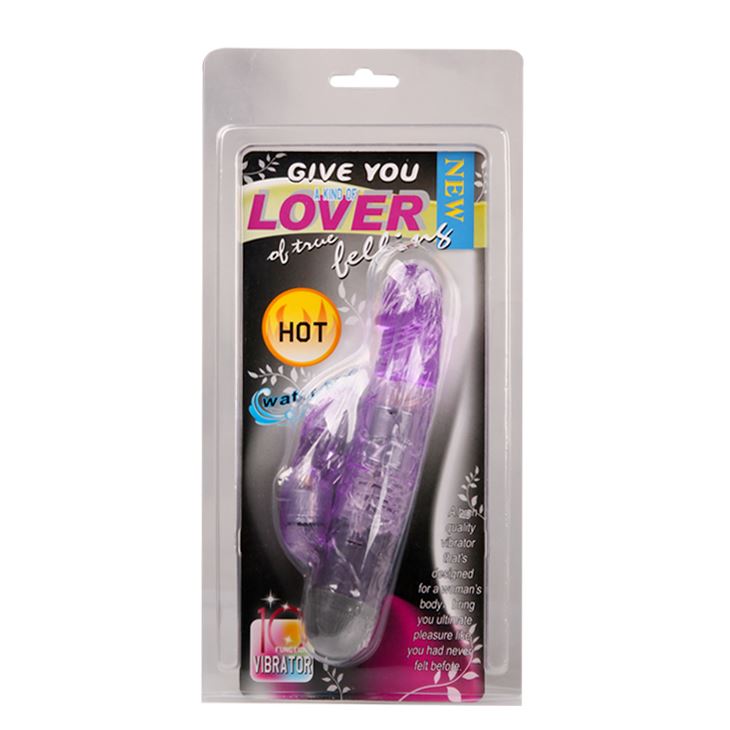 GIVE YOU
A KIND OF
LOVER
of true felling
NEW
HOT
A high
quality
vibrator
that's
designed
for a woman's
body. bring
you ultimate
pleasure like
you had never
felt before.
10
FUNCTION
VIBRATOR